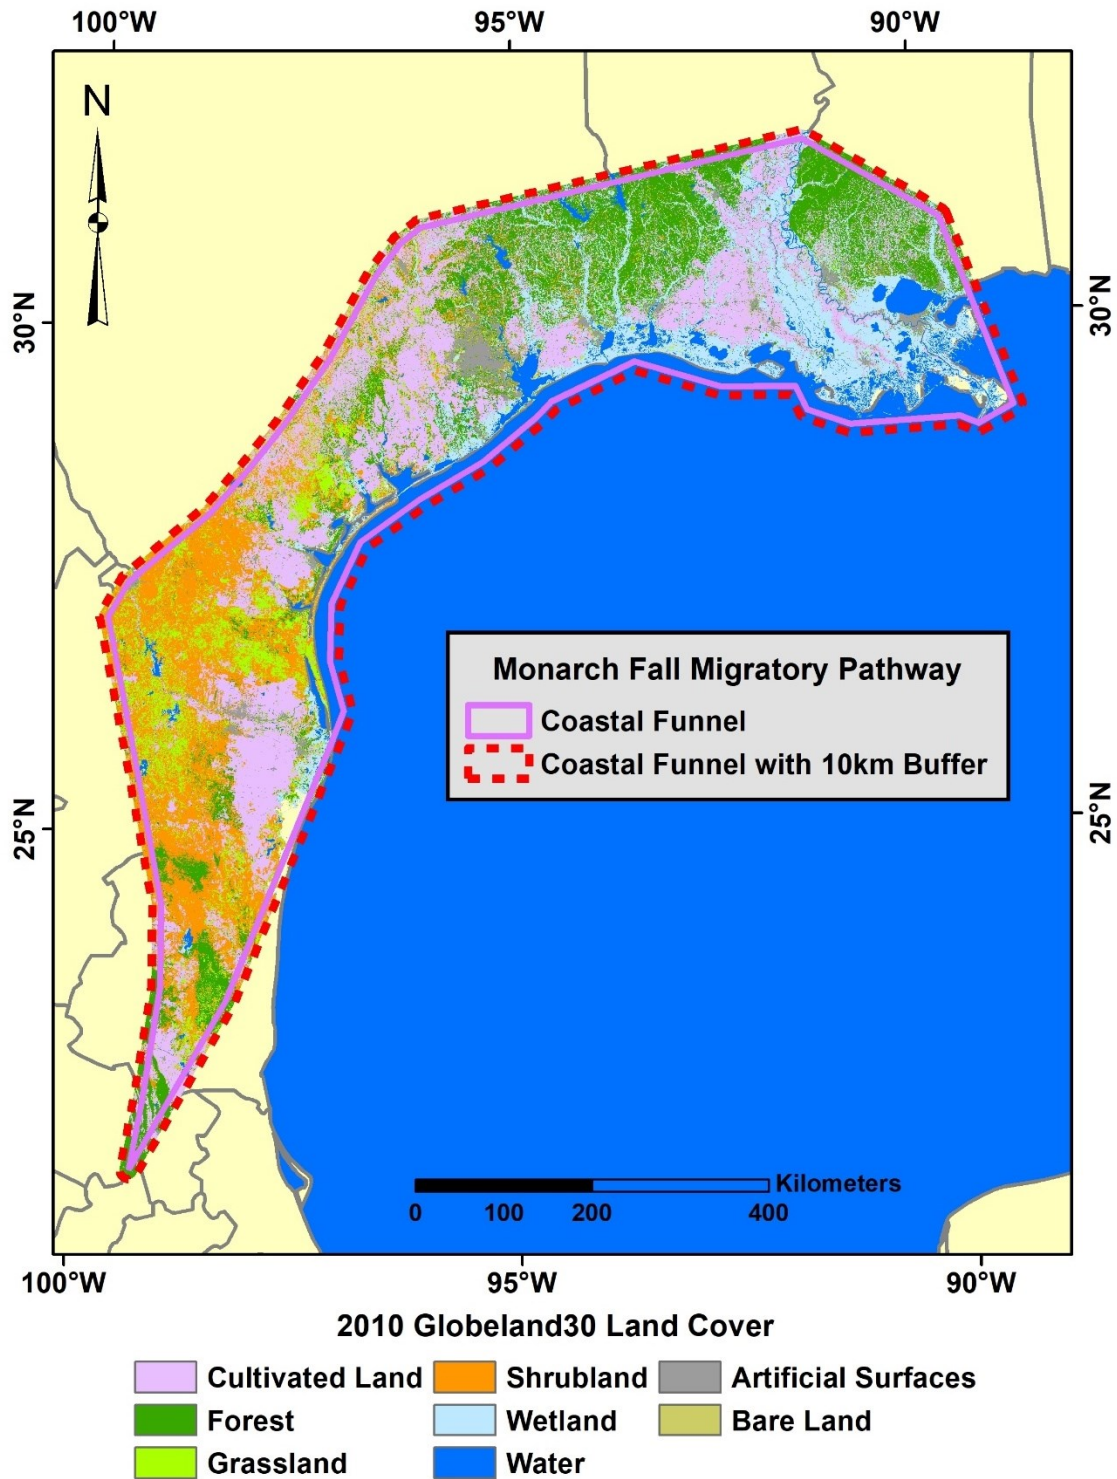 100°W 95°W 90°W
N
30°N 30°N
Monarch Fall Migratory Pathway
Coastal Funnel
Coastal Funnel with 10km Buffer
25°N 25°N
Kilometers
0 100 200 400
100°W 95°W 90°W
2010 Globeland30 Land Cover
Cultivated Land Shrubland Artificial Surfaces
Forest Wetland Bare Land
Grassland Water